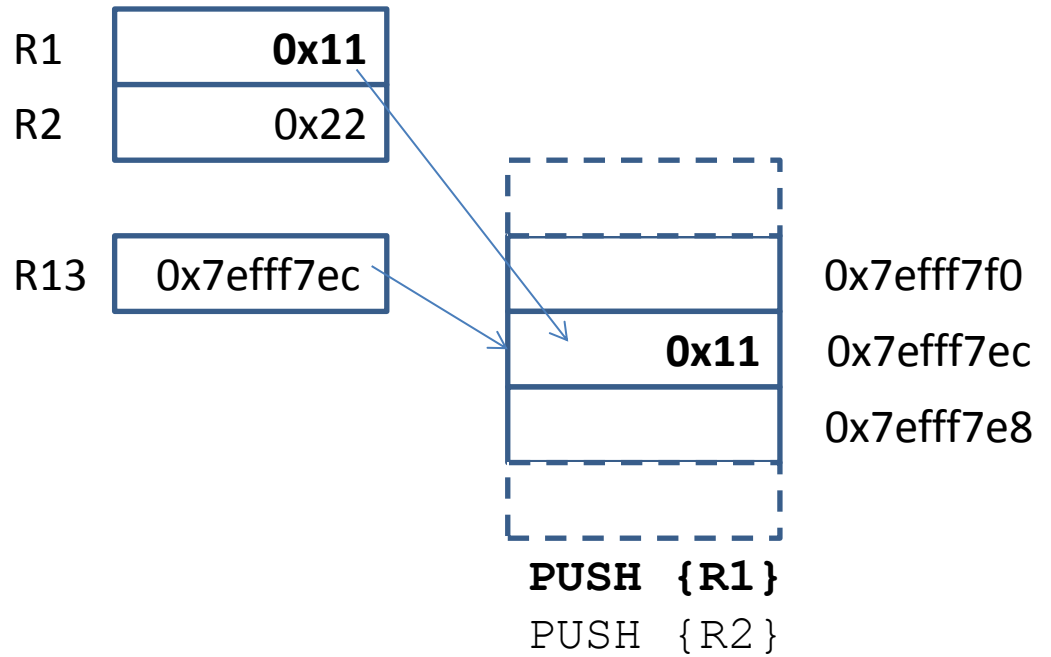 R1 0x11
R2 0x22
R13 0x7efff7ec 0x7efff7f0
0x11 0x7efff7ec
0x7efff7e8
PUSH {R1}
PUSH {R2}